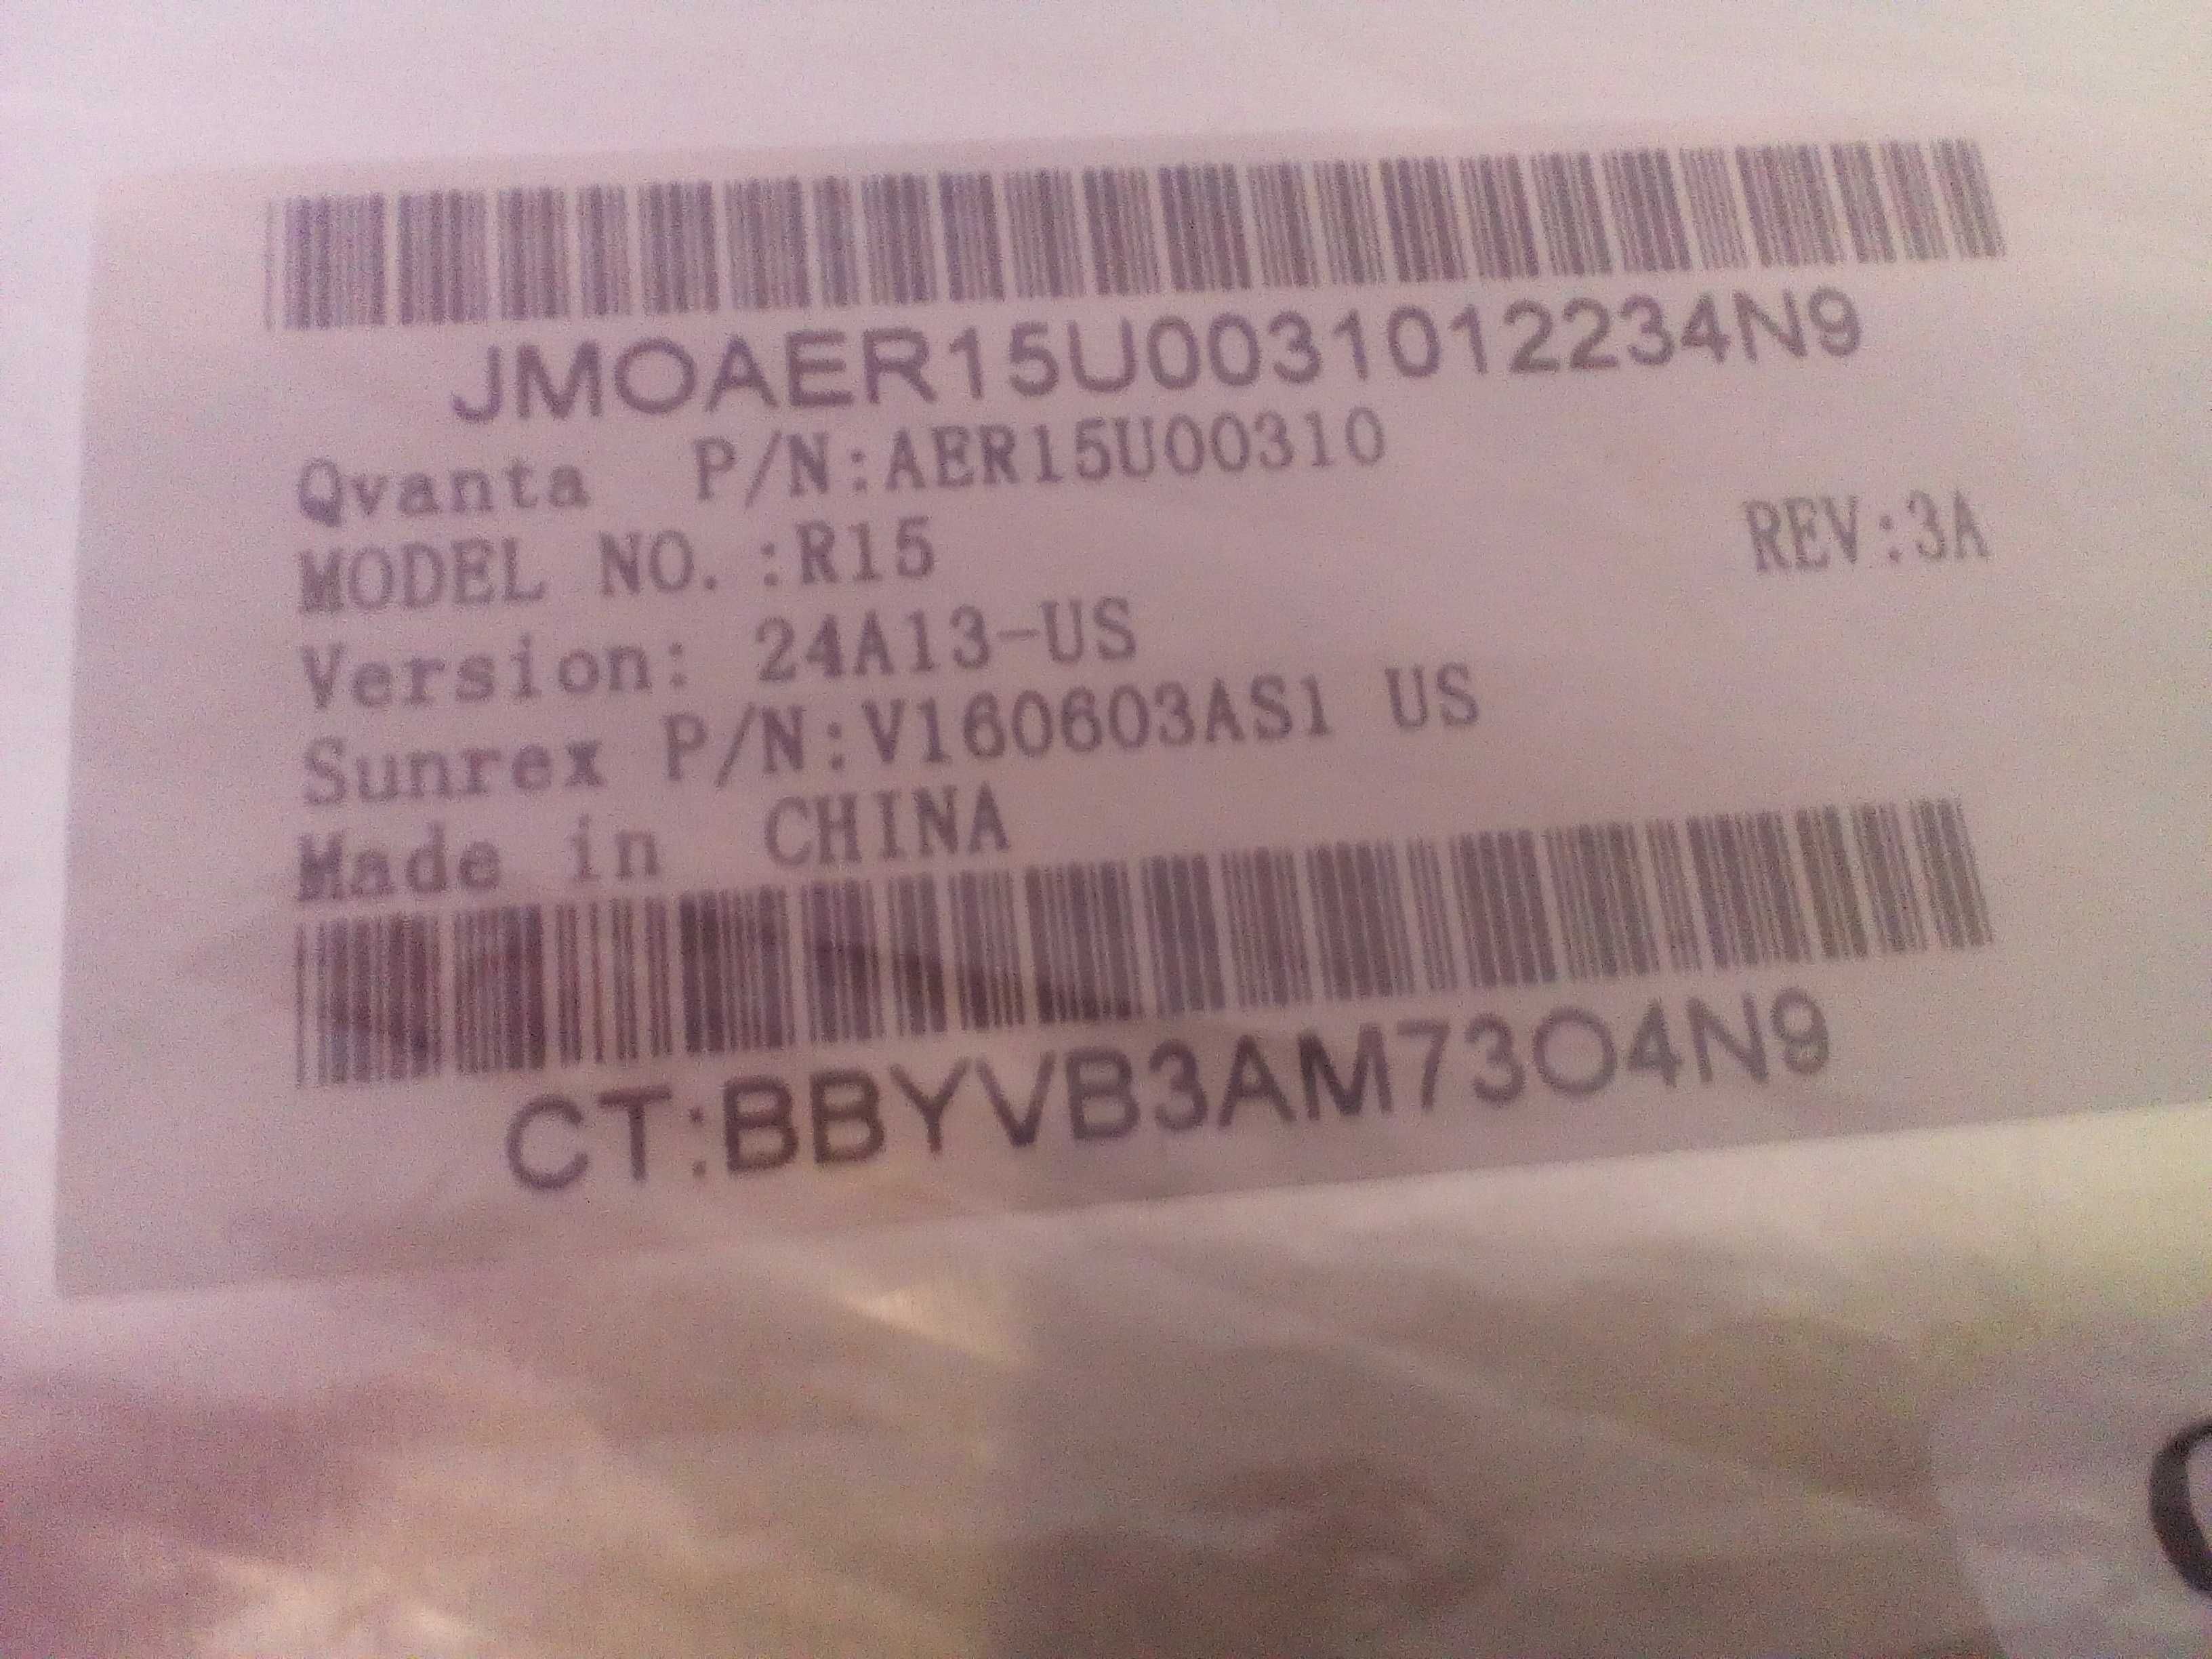 JMOAER15U0031012234N9
Qvanta P/N:AER15U00310
MODEL NO.:R15 REV:3A
Version: 24A13-US
Sunrex P/N:V160603AS1 US
Made in CHINA
CT:BBYVB3AM73O4N9